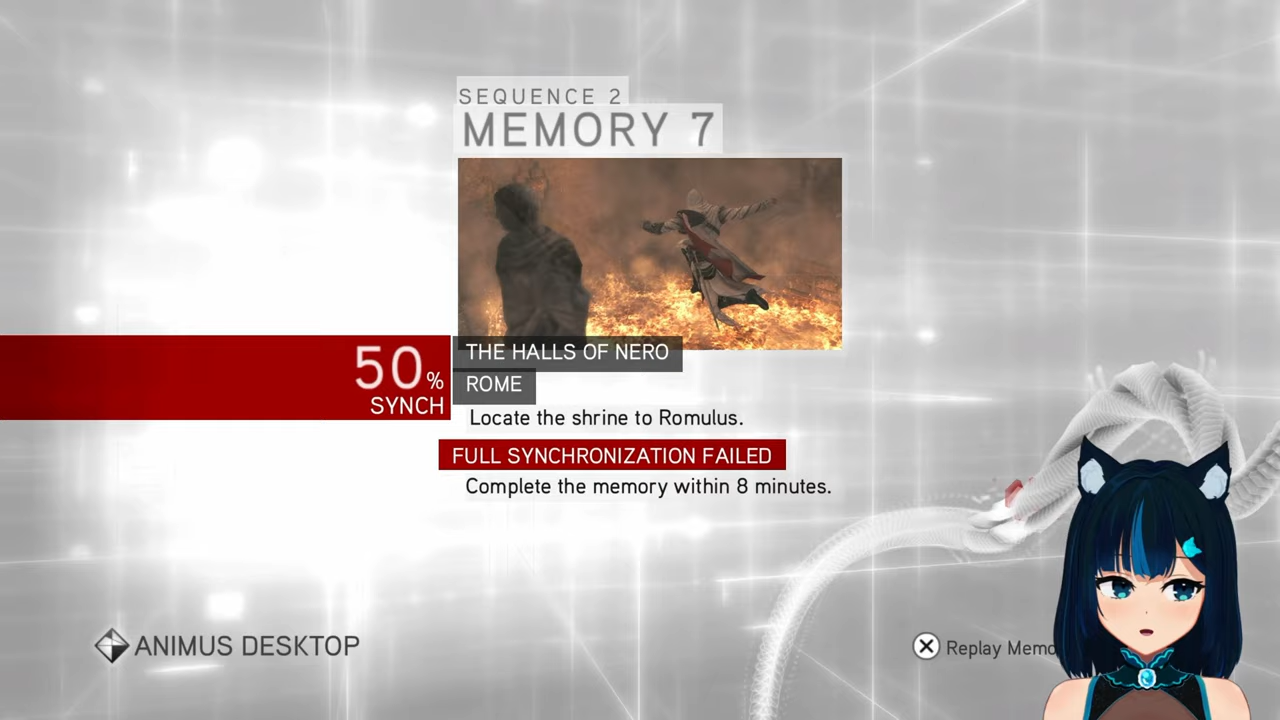 SEQUENCE 2
MEMORY 7
THE HALLS OF NERO
50%
SYNCH
ROME
Locate the shrine to Romulus.
FULL SYNCHRONIZATION FAILED
Complete the memory within 8 minutes.
ANIMUS DESKTOP
Replay Memo